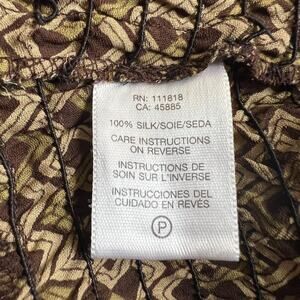 RN: 111818
CA: 45885
100% SILK/SOIE/SEDA
CARE INSTRUCTIONS
ON REVERSE
INSTRUCTIONS DE
SOIN SUR L'INVERSE
INSTRUCCIONES DEL
CUIDADO EN REVÉS
P